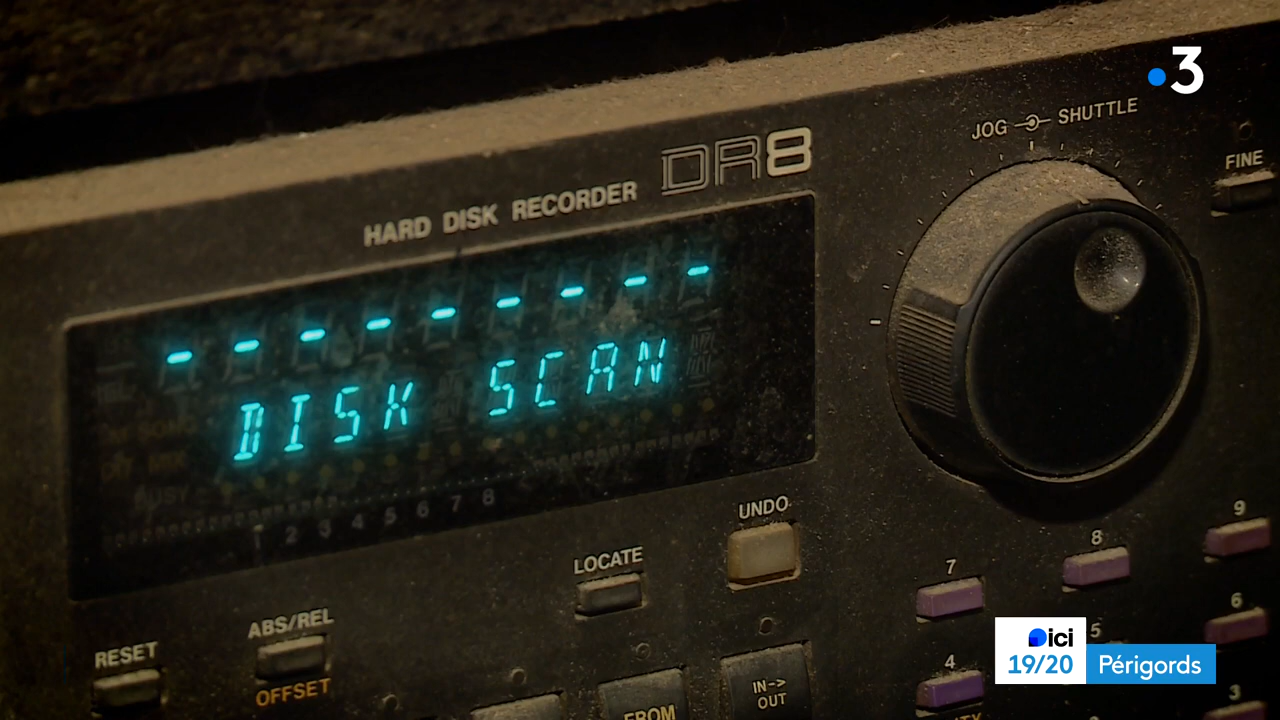 3
JOG SHUTTLE
FINE
DR8
HARD DISK RECORDER
DISK SCAN
1 2 3 4 5 6 7 8
UNDO
LOCATE
ABS/REL
RESET
OFFSET
FROM
IN->
OUT
7
8
9
4
5
6
3
ici
19/20 Périgords